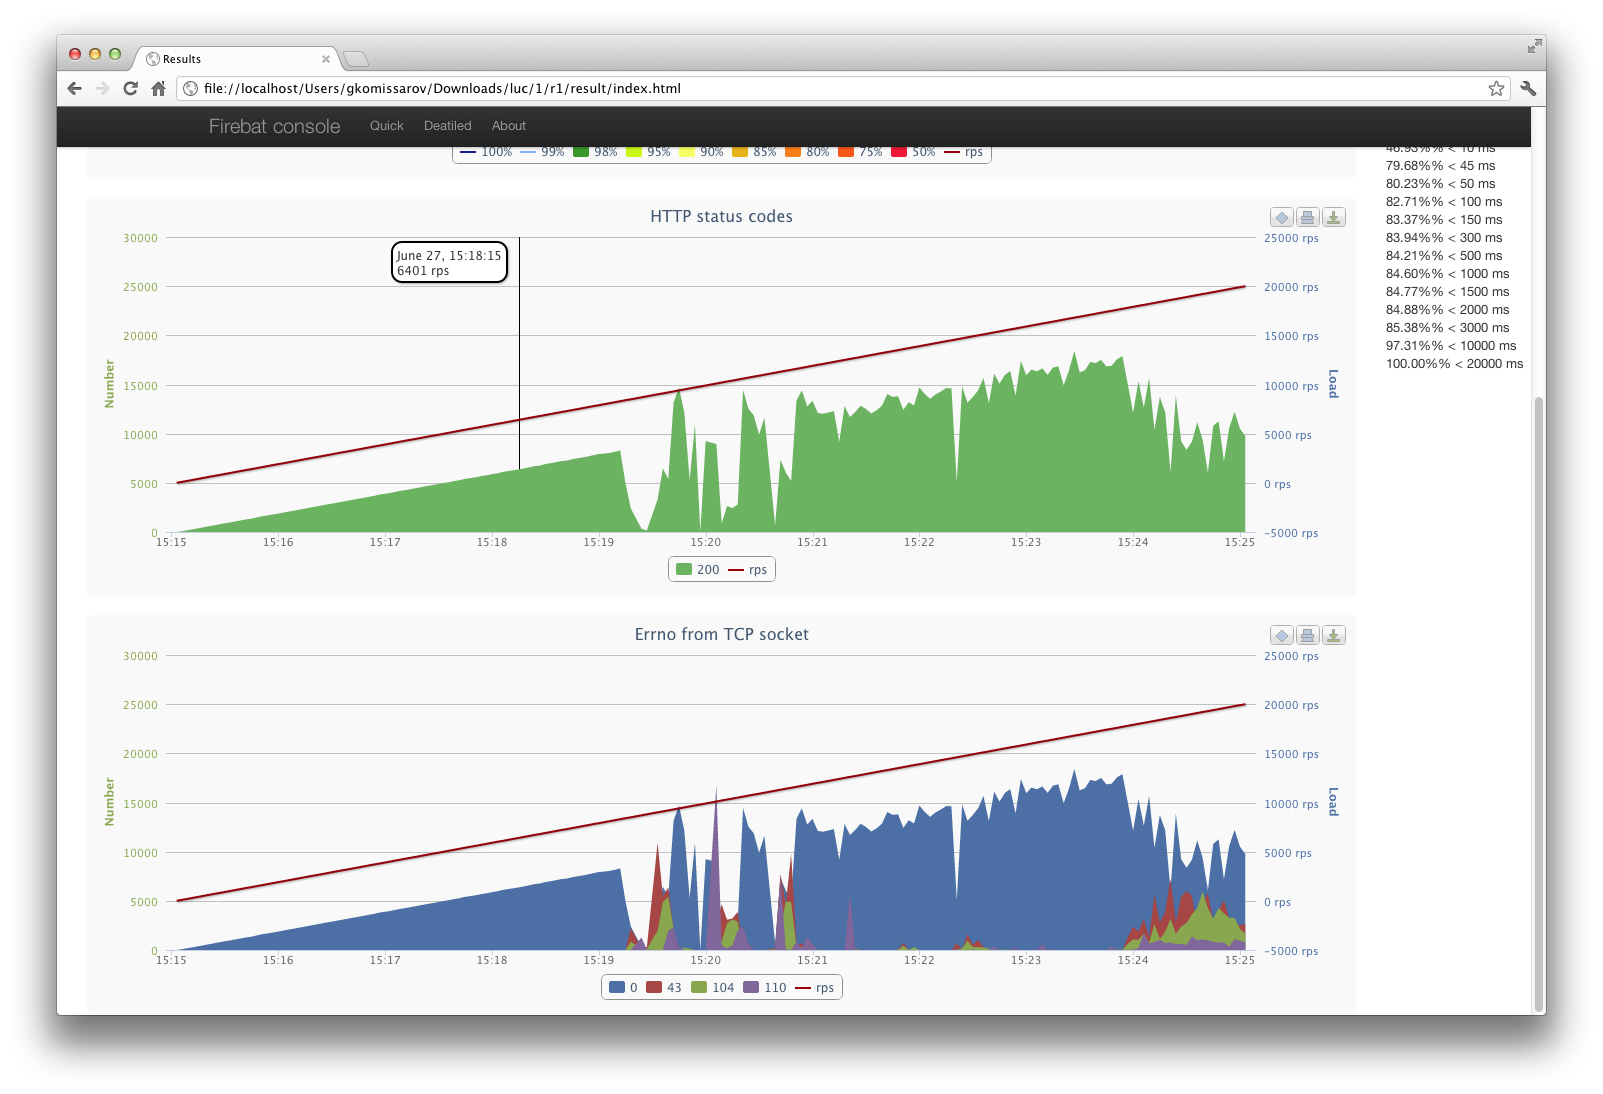 Results
file://localhost/Users/gkomissarov/Downloads/luc/1/r1/result/index.html
Firebat console Quick Deatiled About
100% 99% 98% 95% 90% 85% 80% 75% 50% rps
46.93%% < 10 ms
79.68%% < 45 ms
80.23%% < 50 ms
82.71%% < 100 ms
83.37%% < 150 ms
83.94%% < 300 ms
84.21%% < 500 ms
84.60%% < 1000 ms
84.77%% < 1500 ms
84.88%% < 2000 ms
85.38%% < 3000 ms
97.31%% < 10000 ms
100.00%% < 20000 ms
HTTP status codes
30000 25000 rps
June 27, 15:18:15
6401 rps
25000 20000 rps
20000 15000 rps
Number
15000 10000 rps
Load
10000 5000 rps
5000 0 rps
0 -5000 rps
15:15 15:16 15:17 15:18 15:19 15:20 15:21 15:22 15:23 15:24 15:25
200 rps
Errno from TCP socket
30000 25000 rps
25000 20000 rps
20000 15000 rps
Number
15000 10000 rps
Load
10000 5000 rps
5000 0 rps
0 -5000 rps
15:15 15:16 15:17 15:18 15:19 15:20 15:21 15:22 15:23 15:24 15:25
0 43 104 110 rps